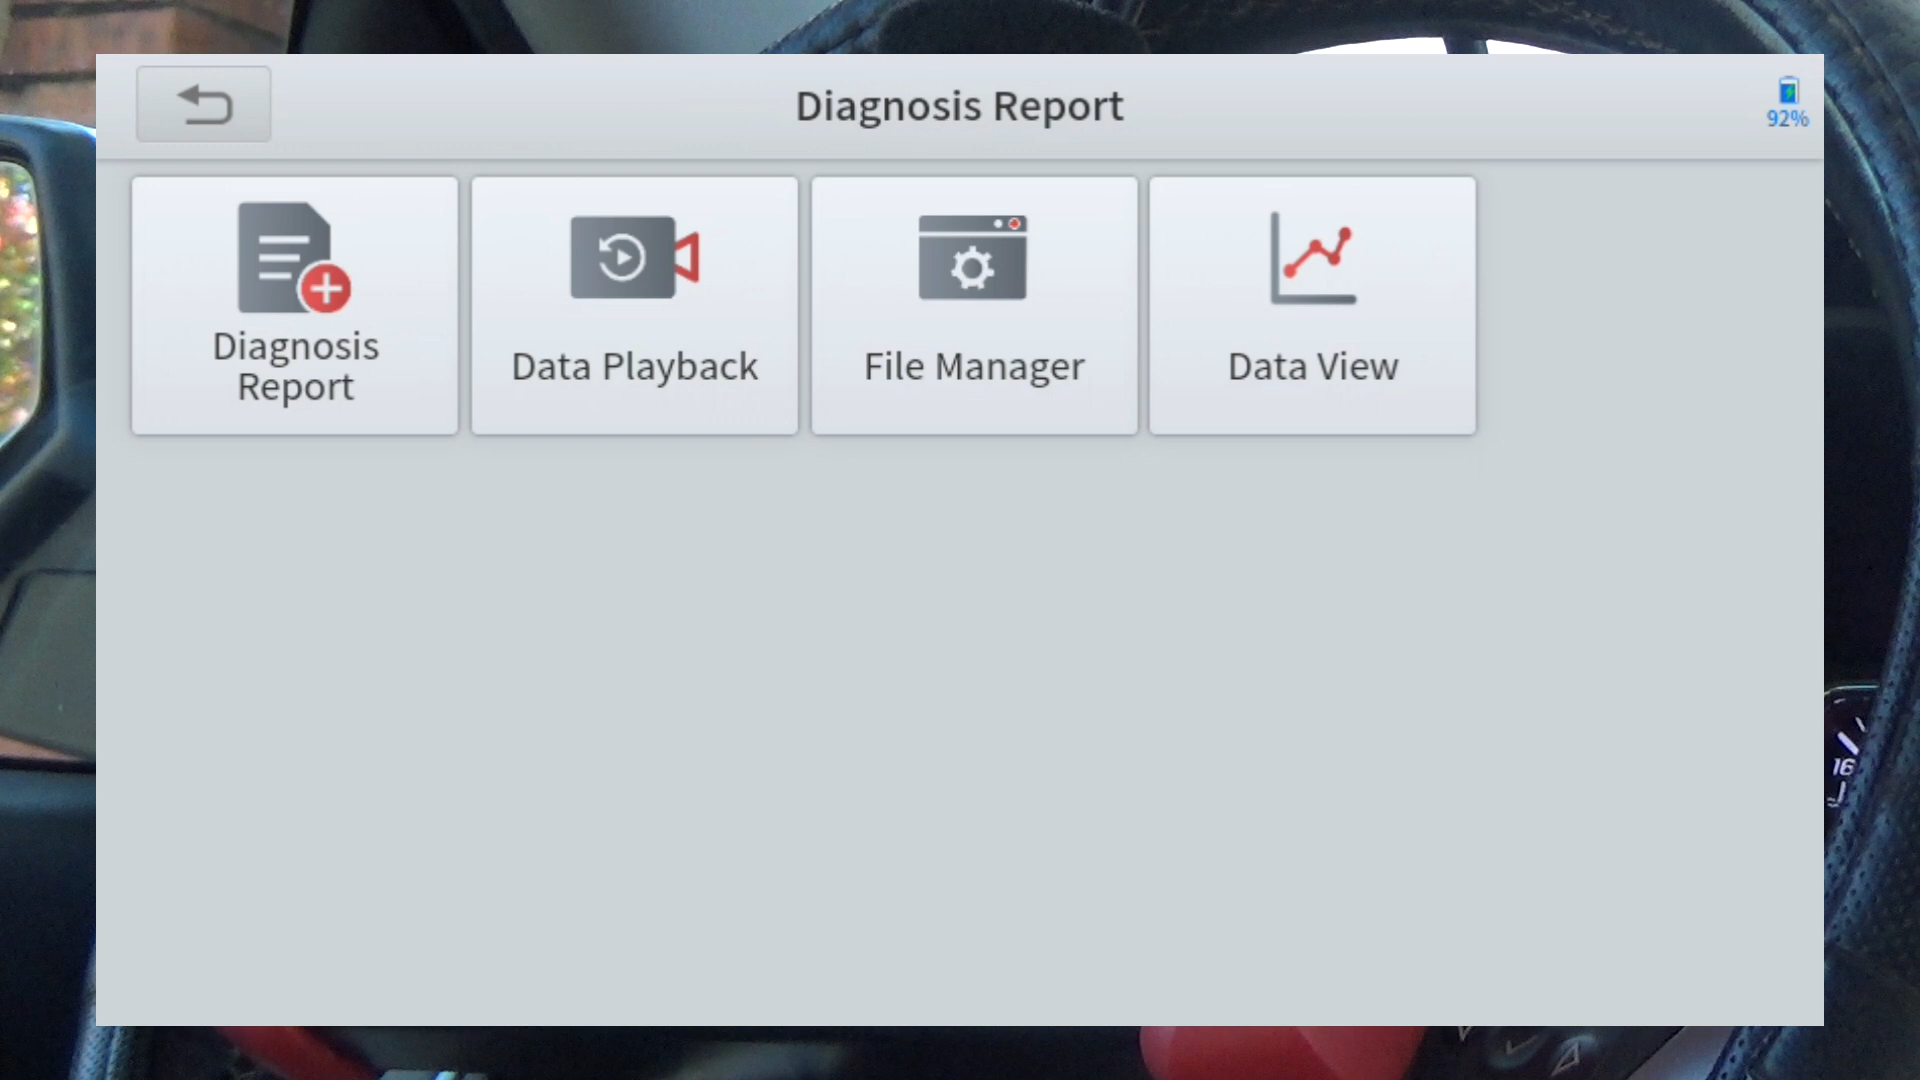 Diagnosis Report
92%
Diagnosis
Report
Data Playback
File Manager
Data View
16